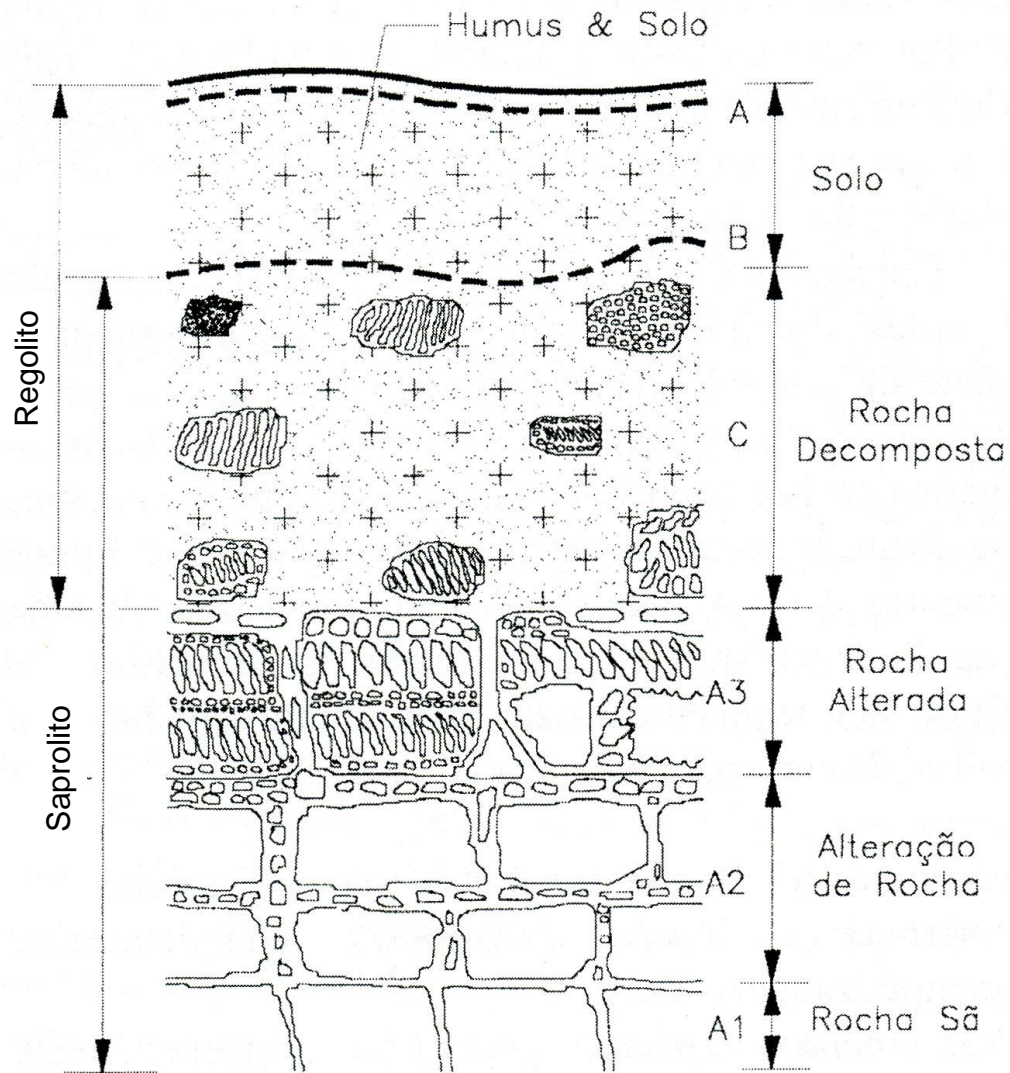 Humus & Solo
A
Solo
B
Regolito
C
Rocha
Decomposta
Rocha
Alterada
A3
Saprolito
Alteração
de Rocha
A2
A1
Rocha Sã